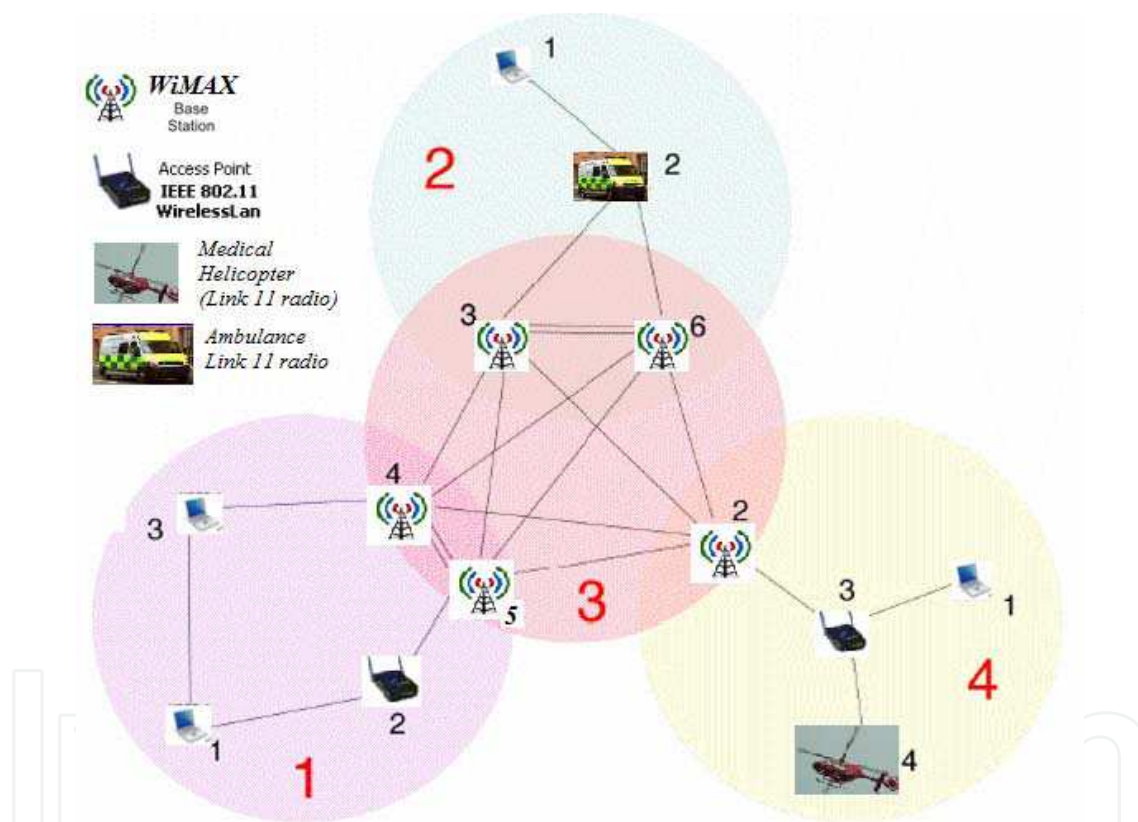 WiMAX
Base
Station
Access Point
IEEE 802.11
WirelessLan
Medical
Helicopter
(Link 11 radio)
Ambulance
Link 11 radio
1
2
2
3
6
4
3
2
5
3
3
1
4
4
2
1
1